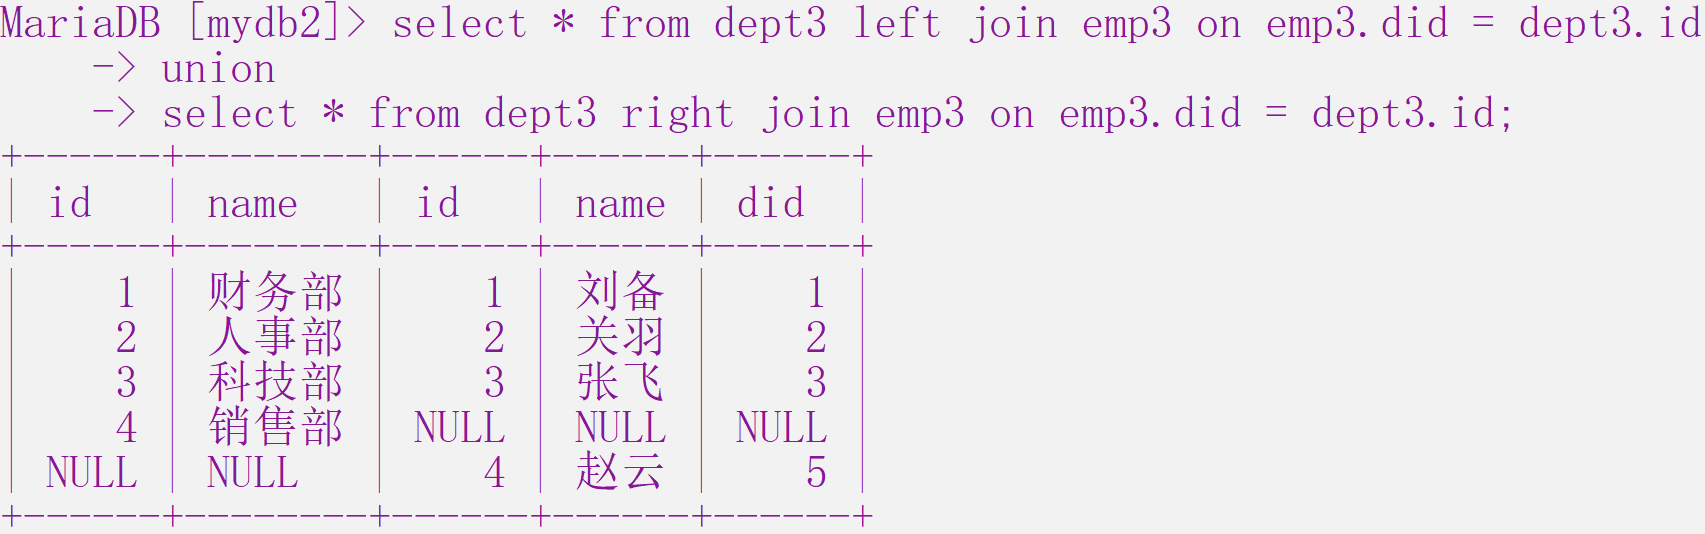 MariaDB [mydb2]> select * from dept3 left join emp3 on emp3.did = dept3.id
    -> union
    -> select * from dept3 right join emp3 on emp3.did = dept3.id;
+------+--------+------+------+------+
| id   | name   | id   | name | did  |
+------+--------+------+------+------+
|    1 | 财务部 |    1 | 刘备 |    1 |
|    2 | 人事部 |    2 | 关羽 |    2 |
|    3 | 科技部 |    3 | 张飞 |    3 |
|    4 | 销售部 | NULL | NULL | NULL |
| NULL | NULL   |    4 | 赵云 |    5 |
+------+--------+------+------+------+